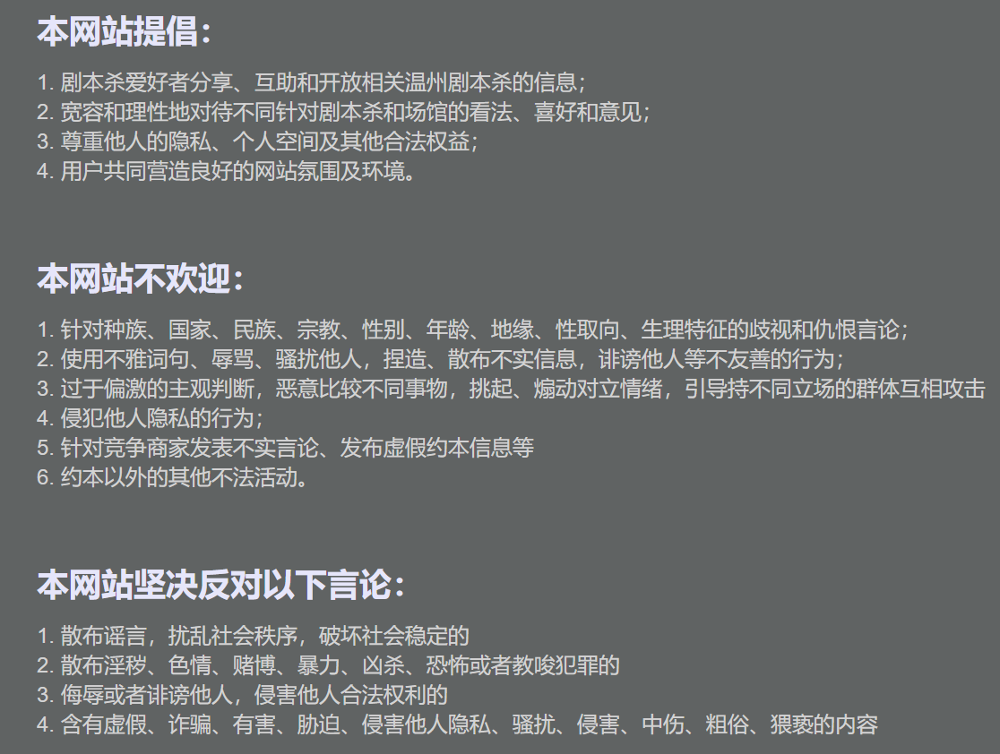 本网站提倡：
1. 剧本杀爱好者分享、互助和开放相关温州剧本杀的信息；
2. 宽容和理性地对待不同针对剧本杀和场馆的看法、喜好和意见；
3. 尊重他人的隐私、个人空间及其他合法权益；
4. 用户共同营造良好的网站氛围及环境。
本网站不欢迎：
1. 针对种族、国家、民族、宗教、性别、年龄、地缘、性取向、生理特征的歧视和仇恨言论；
2. 使用不雅词句、辱骂、骚扰他人，捏造、散布不实信息，诽谤他人等不友善的行为；
3. 过于偏激的主观判断，恶意比较不同事物，挑起、煽动对立情绪，引导持不同立场的群体互相攻击
4. 侵犯他人隐私的行为；
5. 针对竞争商家发表不实言论、发布虚假约本信息等
6. 约本以外的其他不法活动。
本网站坚决反对以下言论：
1. 散布谣言，扰乱社会秩序，破坏社会稳定的
2. 散布淫秽、色情、赌博、暴力、凶杀、恐怖或者教唆犯罪的
3. 侮辱或者诽谤他人，侵害他人合法权利的
4. 含有虚假、诈骗、有害、胁迫、侵害他人隐私、骚扰、侵害、中伤、粗俗、猥亵的内容